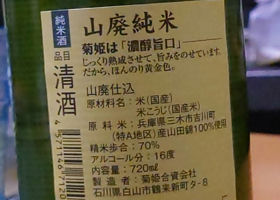 純米酒
品目
清酒
山廃純米
菊姫は「濃醇旨口」
じっくり熟成させて、旨みをのせています。
だから、ほんのり黄金色。
山廃仕込
原材料名:米(国産)
米こうじ(国産米)
原料米:兵庫県三木市吉川町
(特A地区)産山田錦100%使用
精米歩合:70%
アルコール分:16度
内容量:720ml
製造者:菊姫合資会社
石川県白山市鶴来新町タ-8